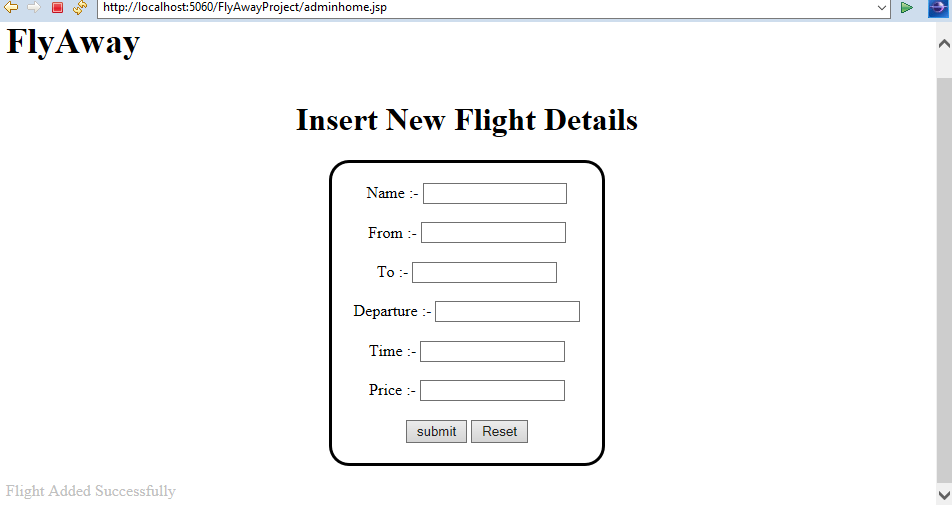 http://localhost:5060/FlyAwayProject/adminhome.jsp
FlyAway
Insert New Flight Details
Name :-
From :-
To :-
Departure :-
Time :-
Price :-
submit Reset
Flight Added Successfully